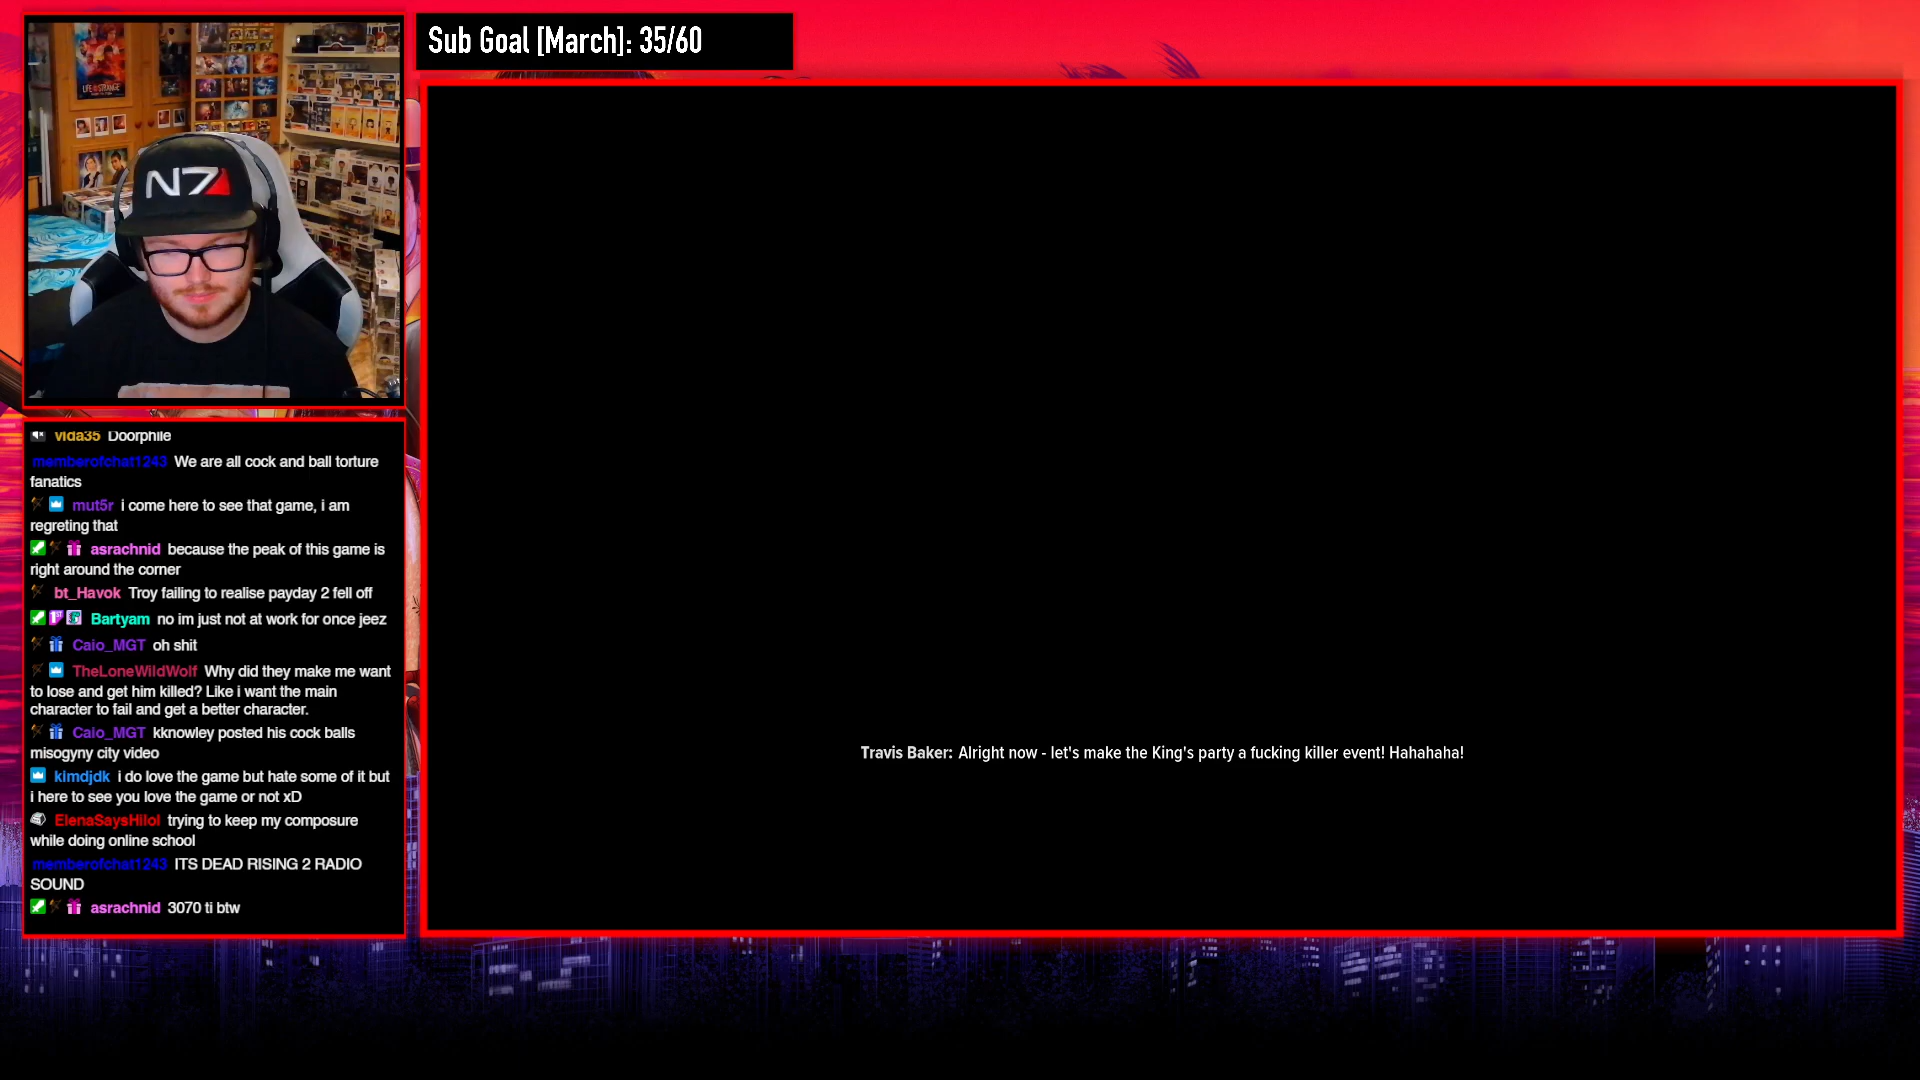 Sub Goal [March]: 35/60
LIFE IS STRANGE
N7
vida35 Doorphile
memberofchat1243 We are all cock and ball torture
fanatics
mut5r i come here to see that game, i am
regreting that
asrachnid because the peak of this game is
right around the corner
bt_Havok Troy failing to realise payday 2 fell off
Bartyam no im just not at work for once jeez
Caio_MGT oh shit
TheLoneWildWolf Why did they make me want
to lose and get him killed? Like i want the main
character to fail and get a better character.
Caio_MGT kknowley posted his cock balls
misogyny city video
kimdjdk i do love the game but hate some of it but
i here to see you love the game or not xD
ElenaSaysHilol trying to keep my composure
while doing online school
memberofchat1243 ITS DEAD RISING 2 RADIO
SOUND
asrachnid 3070 ti btw
Travis Baker: Alright now - let's make the King's party a fucking killer event! Hahahaha!